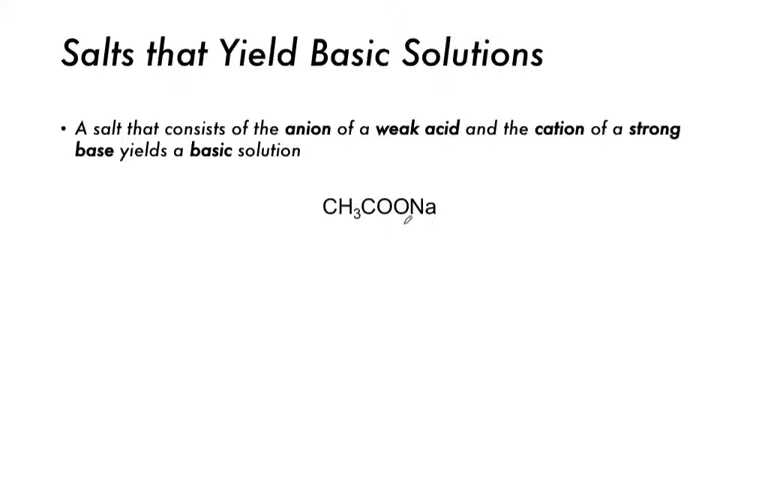 Salts that Yield Basic Solutions
• A salt that consists of the anion of a weak acid and the cation of a strong
base yields a basic solution
CH₃COONa